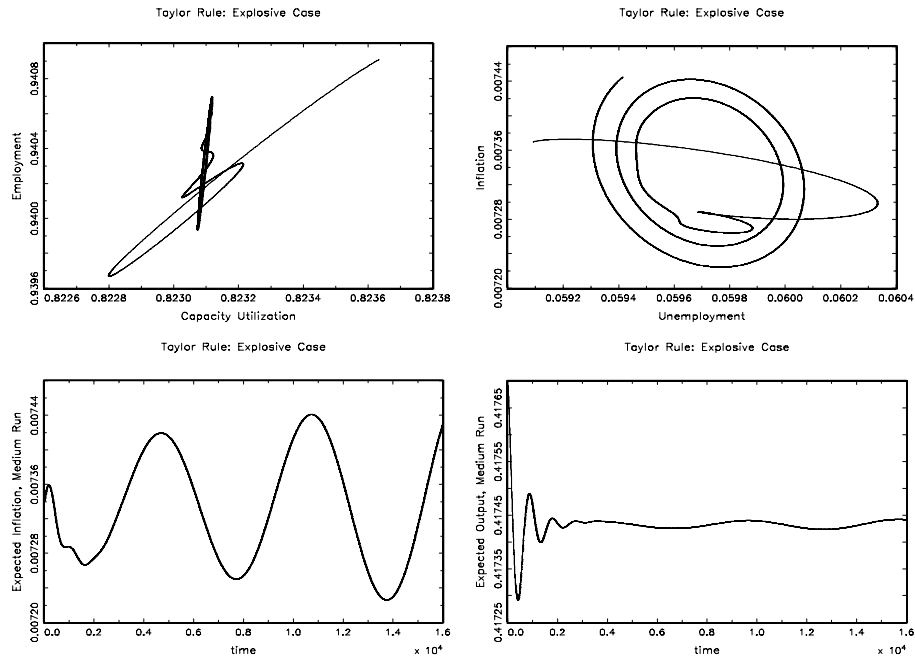 Taylor Rule: Explosive Case
Employment
0.9408
0.9404
0.9400
0.9396
0.8226 0.8228 0.8230 0.8232 0.8234 0.8236 0.8238
Capacity Utilization
Taylor Rule: Explosive Case
Inflation
0.00744
0.00736
0.00728
0.00720
0.0592 0.0594 0.0596 0.0598 0.0600 0.0602 0.0604
Unemployment
Taylor Rule: Explosive Case
Expected Inflation, Medium Run
0.00744
0.00736
0.00728
0.00720
0.0 0.2 0.4 0.6 0.8 1.0 1.2 1.4 1.6
time
x 10⁴
Taylor Rule: Explosive Case
Expected Output, Medium Run
0.41765
0.41755
0.41745
0.41735
0.41725
0.0 0.2 0.4 0.6 0.8 1.0 1.2 1.4 1.6
time
x 10⁴